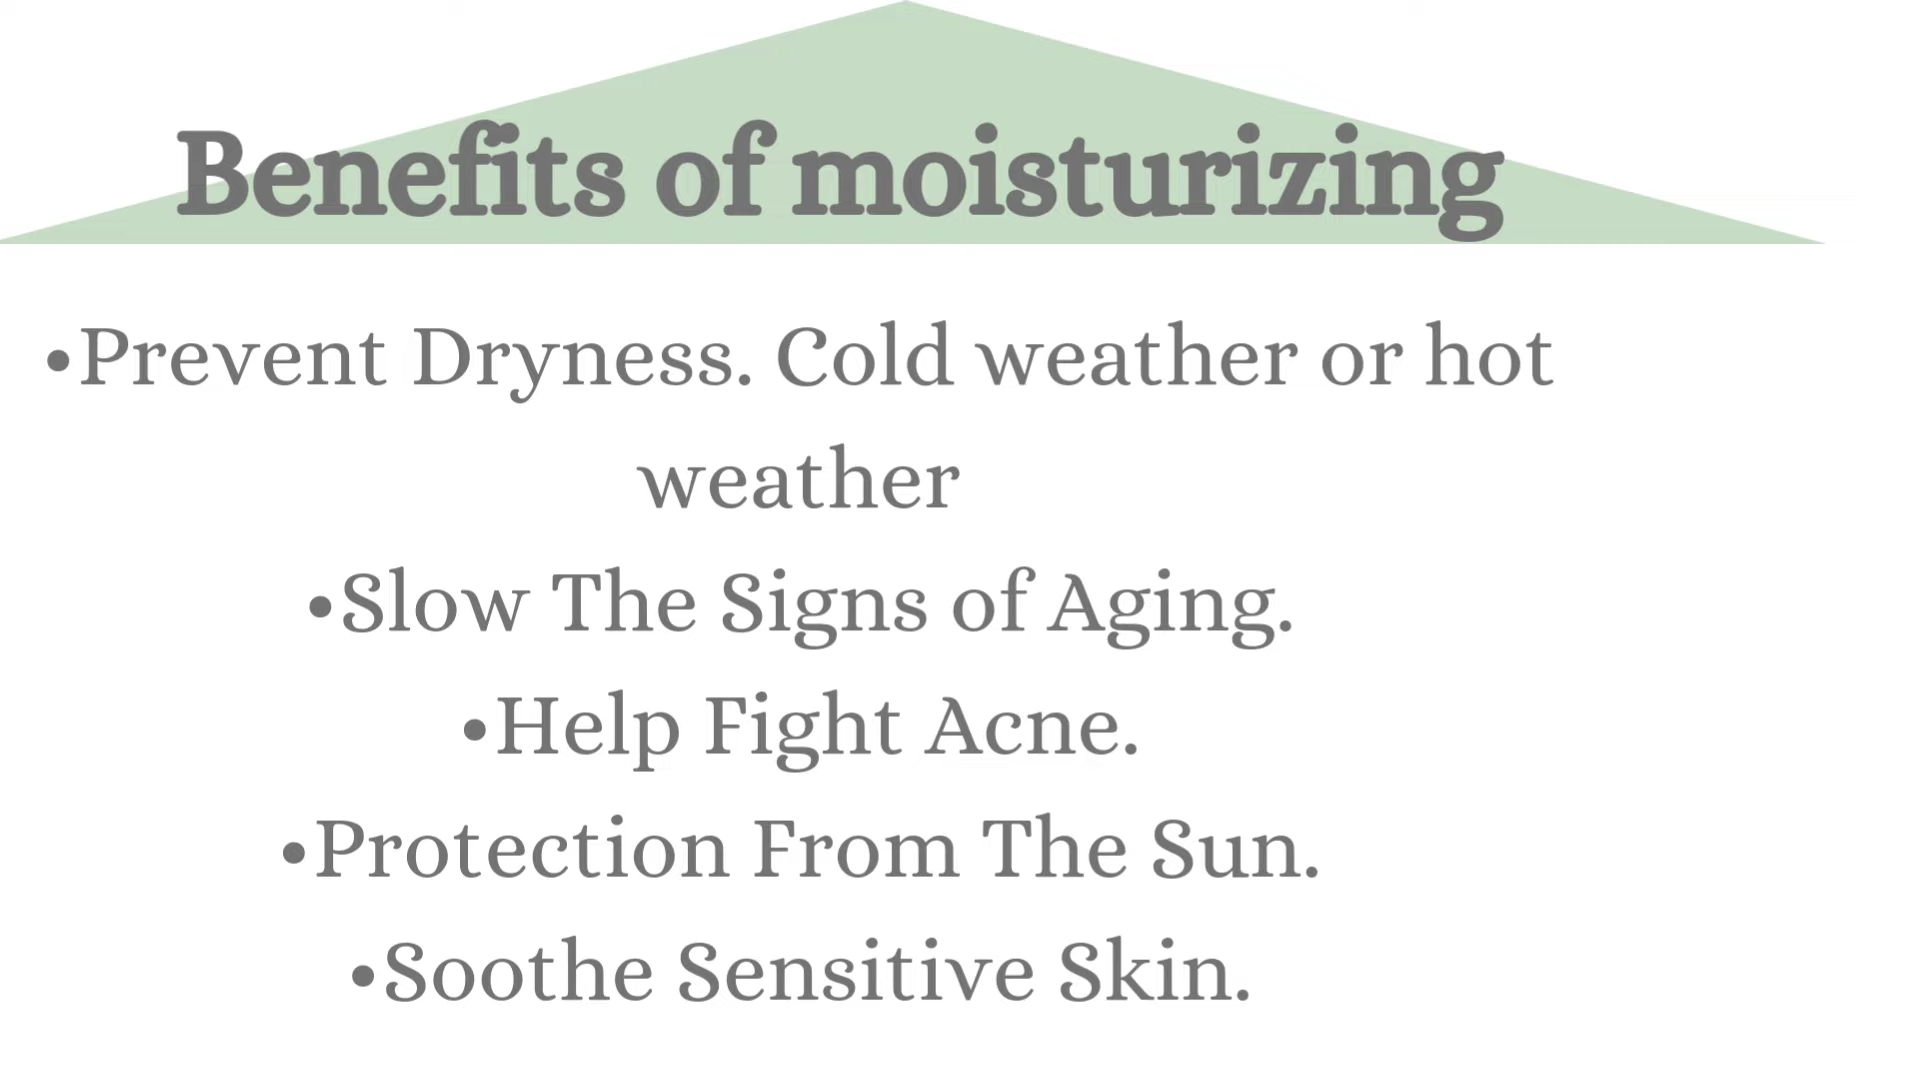 Benefits of moisturizing
•Prevent Dryness. Cold weather or hot
weather
•Slow The Signs of Aging.
•Help Fight Acne.
•Protection From The Sun.
•Soothe Sensitive Skin.